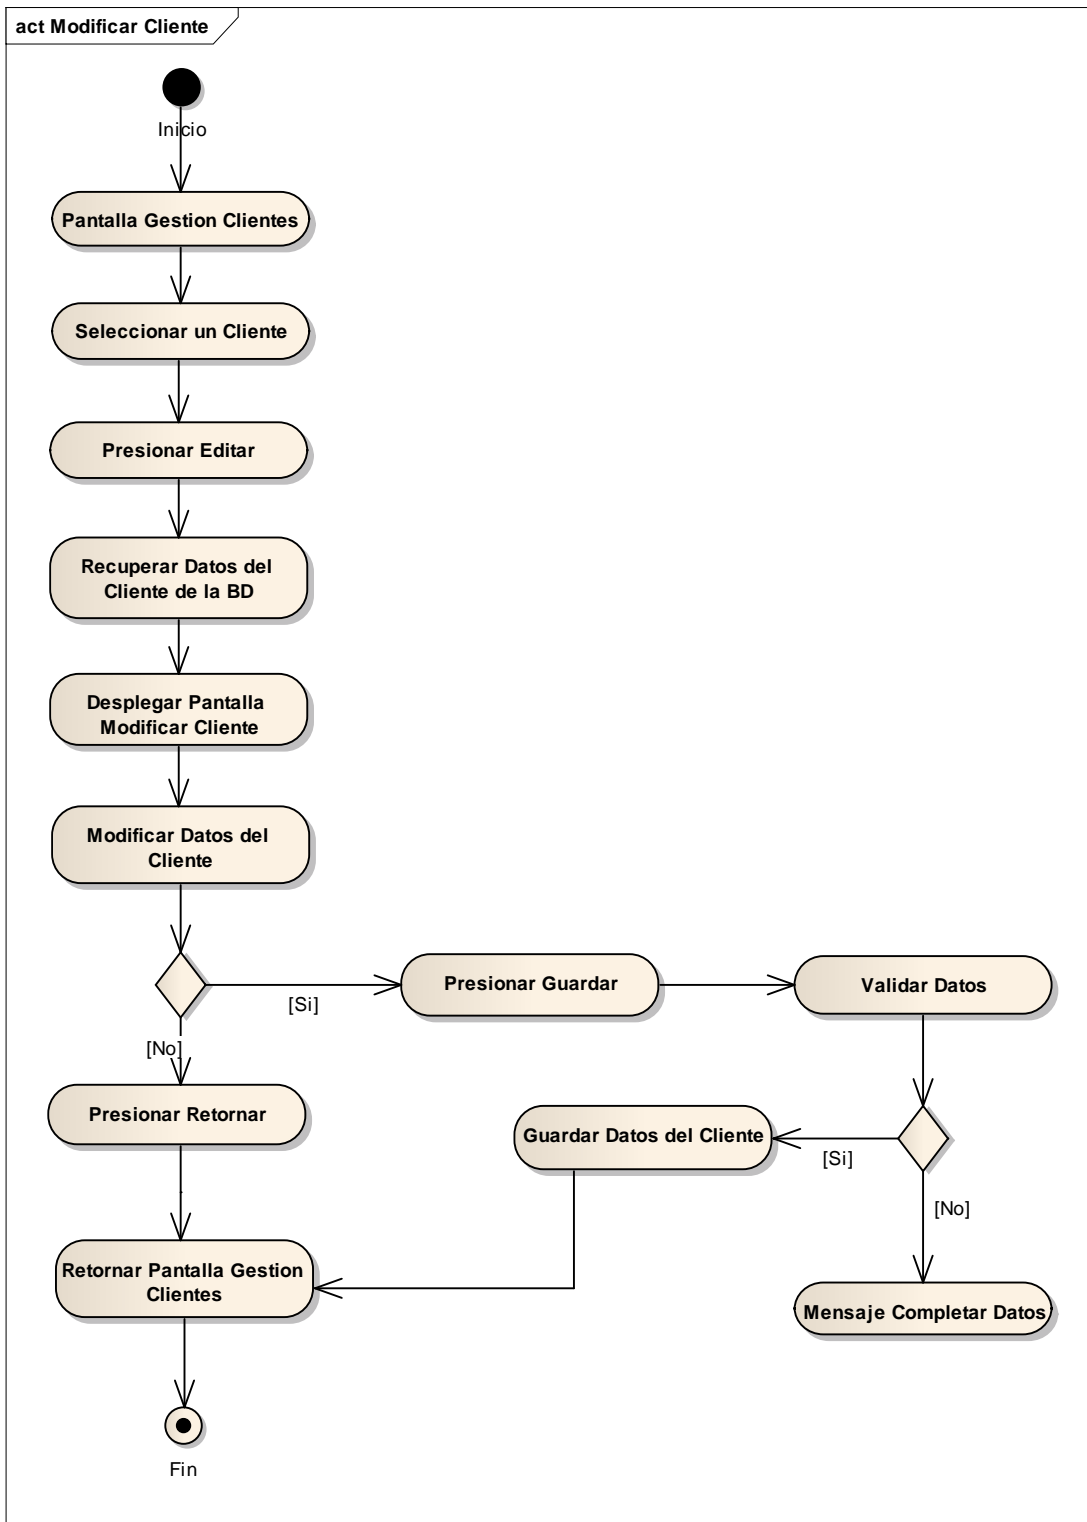 act Modificar Cliente
Inicio
Pantalla Gestion Clientes
Seleccionar un Cliente
Presionar Editar
Recuperar Datos del
Cliente de la BD
Desplegar Pantalla
Modificar Cliente
Modificar Datos del
Cliente
[Si]
Presionar Guardar
Validar Datos
[No]
Presionar Retornar
Guardar Datos del Cliente
[Si]
[No]
Retornar Pantalla Gestion
Clientes
Mensaje Completar Datos
Fin